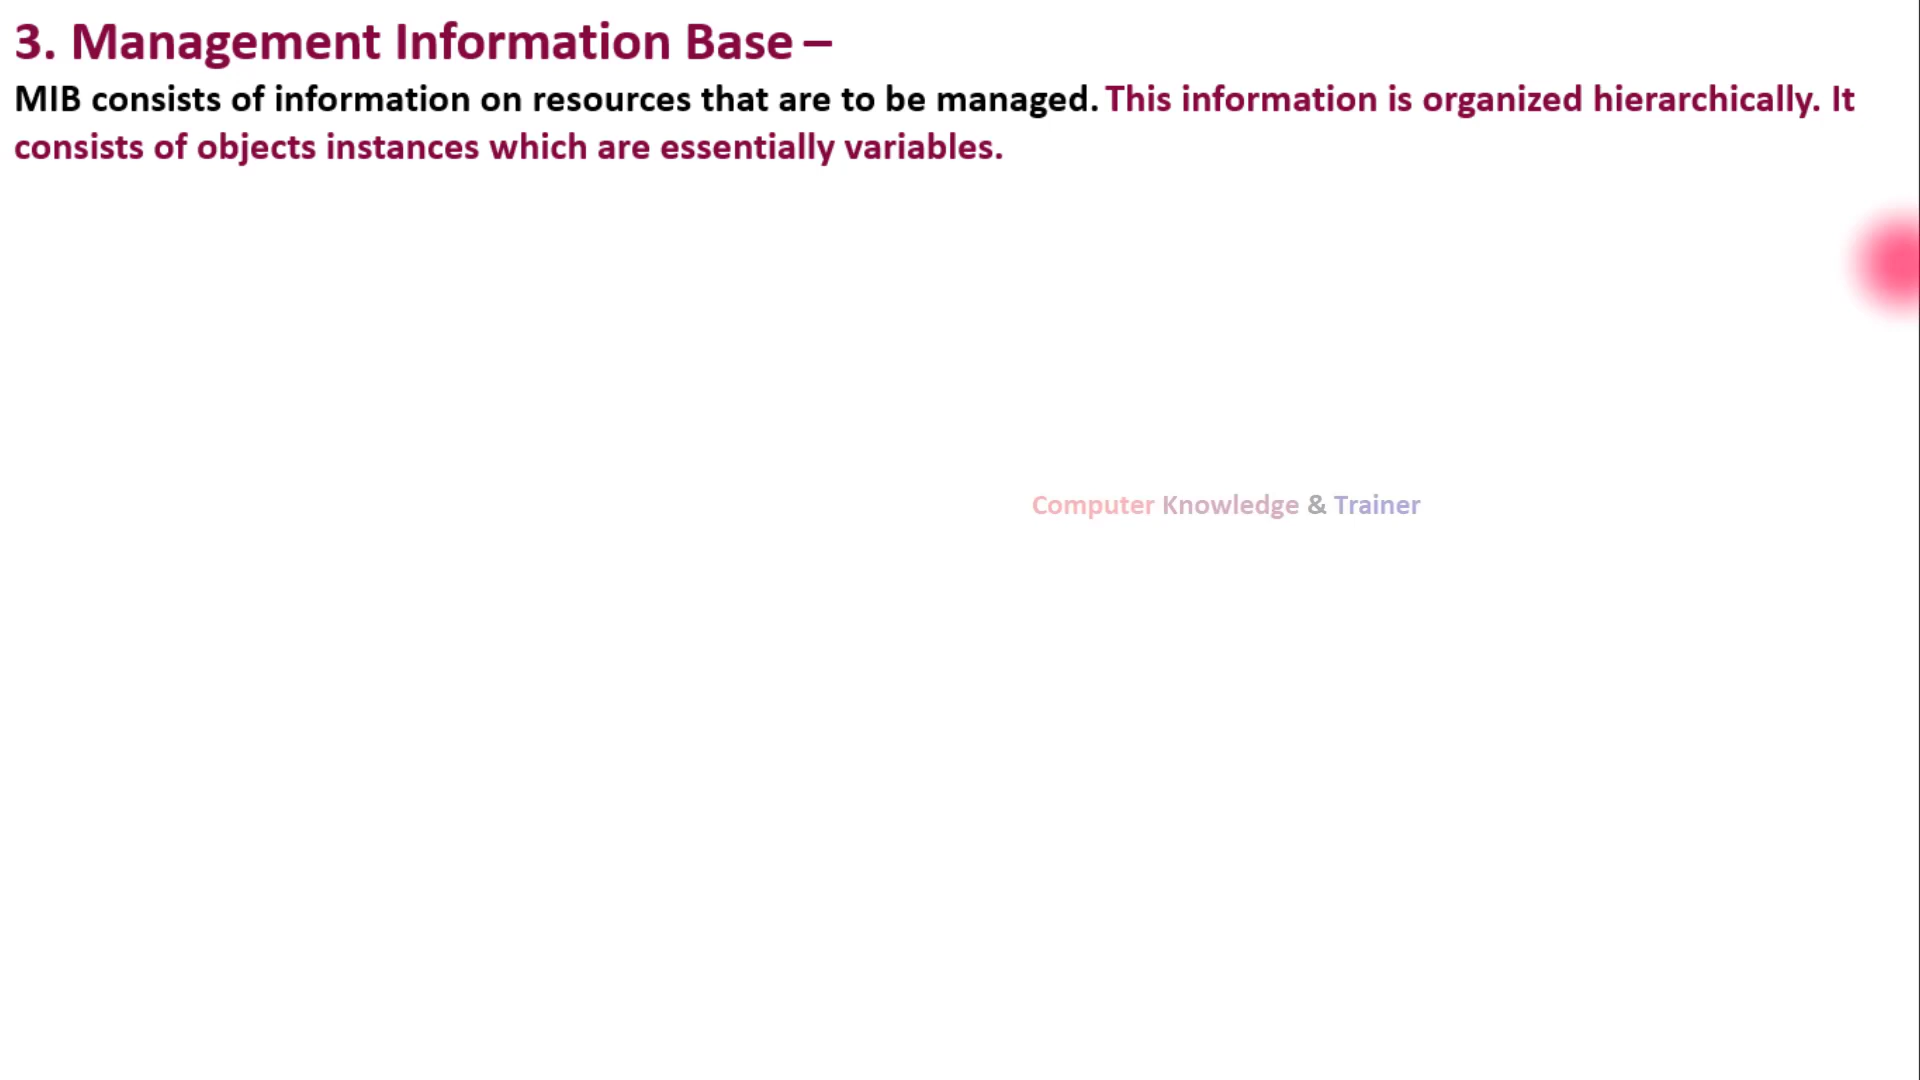 3. Management Information Base –
MIB consists of information on resources that are to be managed. This information is organized hierarchically. It
consists of objects instances which are essentially variables.
Computer Knowledge & Trainer